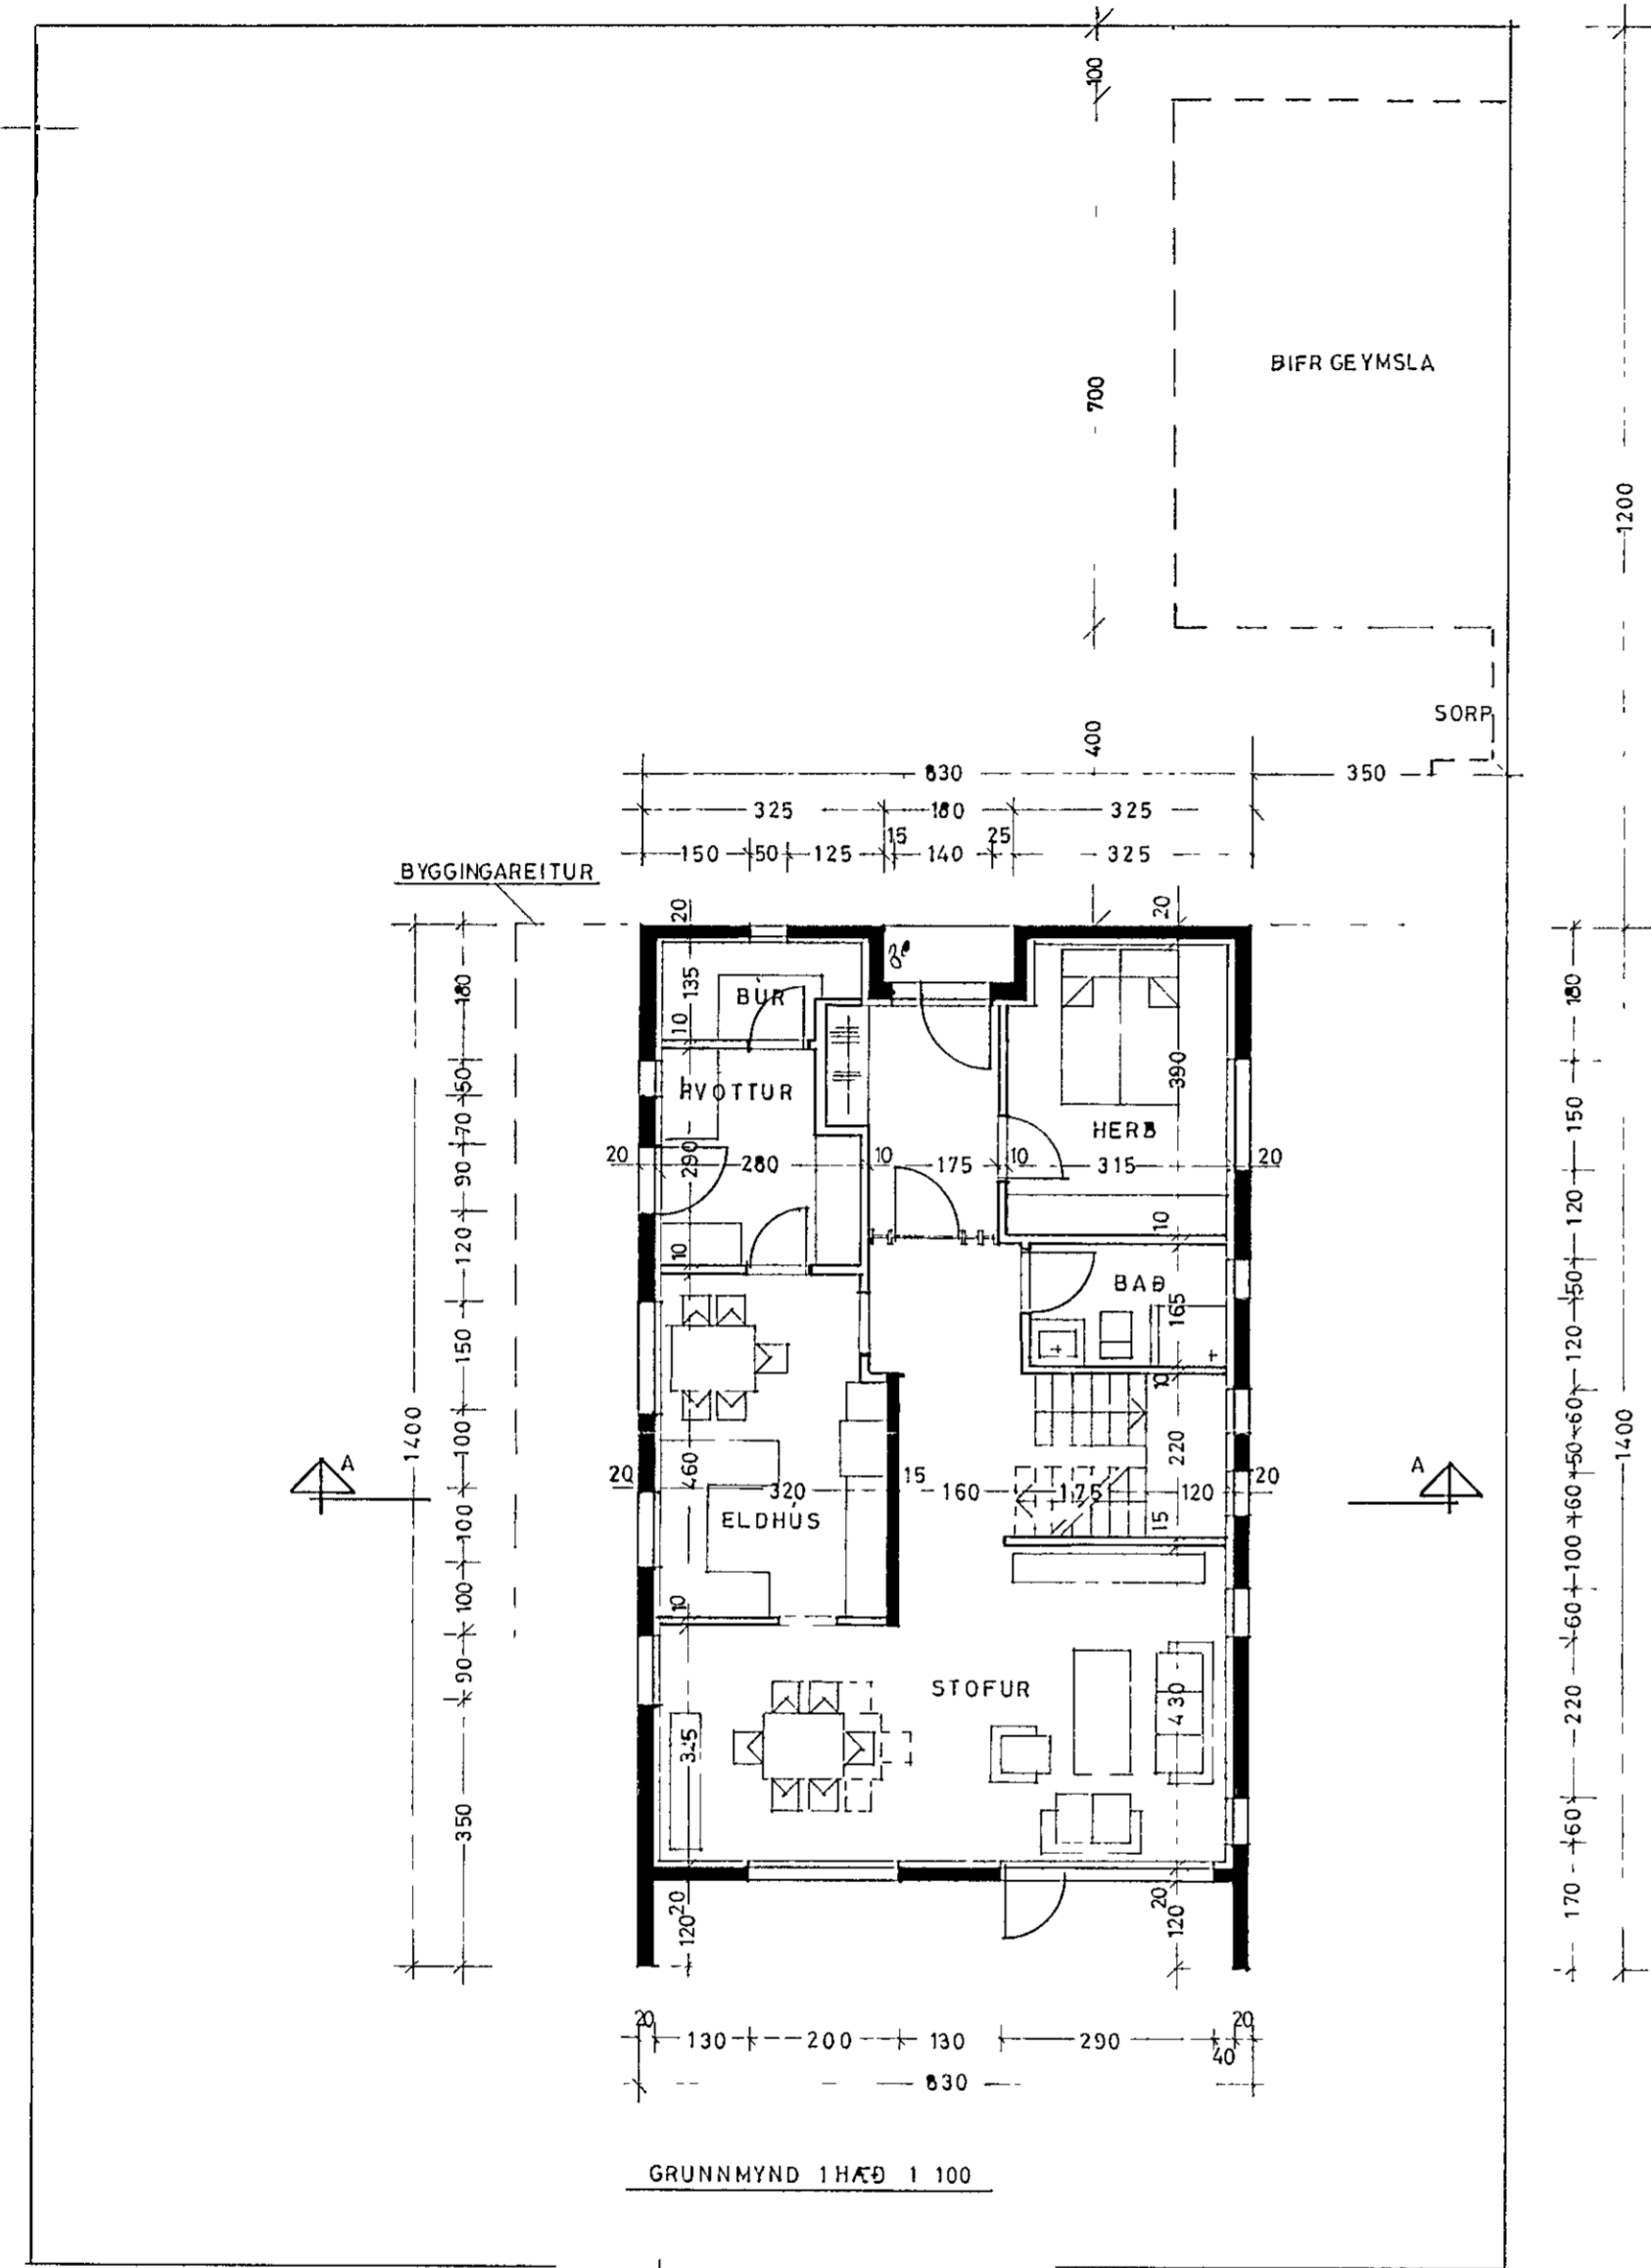 100
700
BIFR GEYMSLA
1200
SORP
400
830
350
325 180 325
15 25
150 50 125 140 325
BYGGINGAREITUR
20 20
180 135 BÚR 180
10
50 ÞVOTTUR 390
70 150
HERB
90 20 290 280 10 175 10 315 20
120 10 120
10 BAÐ 50
150 165 120
10
1400 100 460 220 60 1400
A 20 320 15 160 175 120 20 A 50
100 ELDHÚS 15 60
100
100 10 60
90 STOFUR 430 220
345
350 60
20 20 170
120 120
20 20
130 200 130 290
40
830
GRUNNMYND 1HÆÐ 1 100